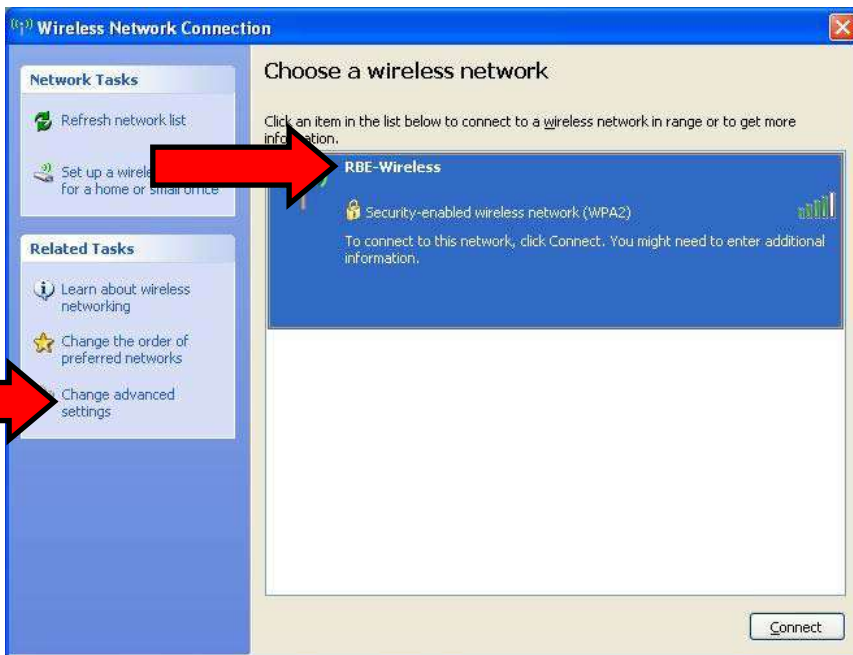 Wireless Network Connection
Network Tasks
Refresh network list
Set up a
for a home or small office
Related Tasks
Learn about wireless
networking
Change the order of
preferred networks
Change advanced
settings
Choose a wireless network
Click an item in the list below to connect to a wireless network in range or to get more
RBE-Wireless
Security-enabled wireless network (WPA2)
To connect to this network, click Connect. You might need to enter additional
information.
Connect